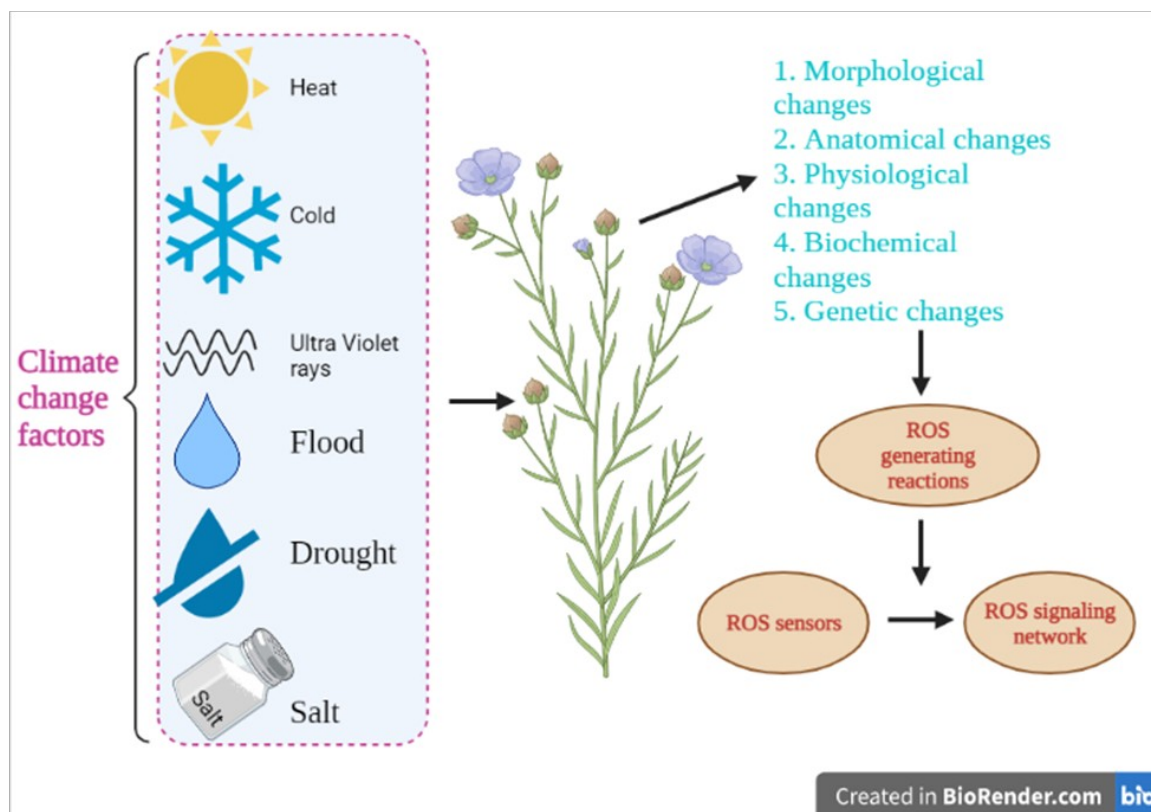 Climate
change
factors
Heat
Cold
Ultra Violet
rays
Flood
Drought
Salt
Salt
1. Morphological
changes
2. Anatomical changes
3. Physiological
changes
4. Biochemical
changes
5. Genetic changes
ROS
generating
reactions
ROS sensors
ROS signaling
network
Created in BioRender.com bio